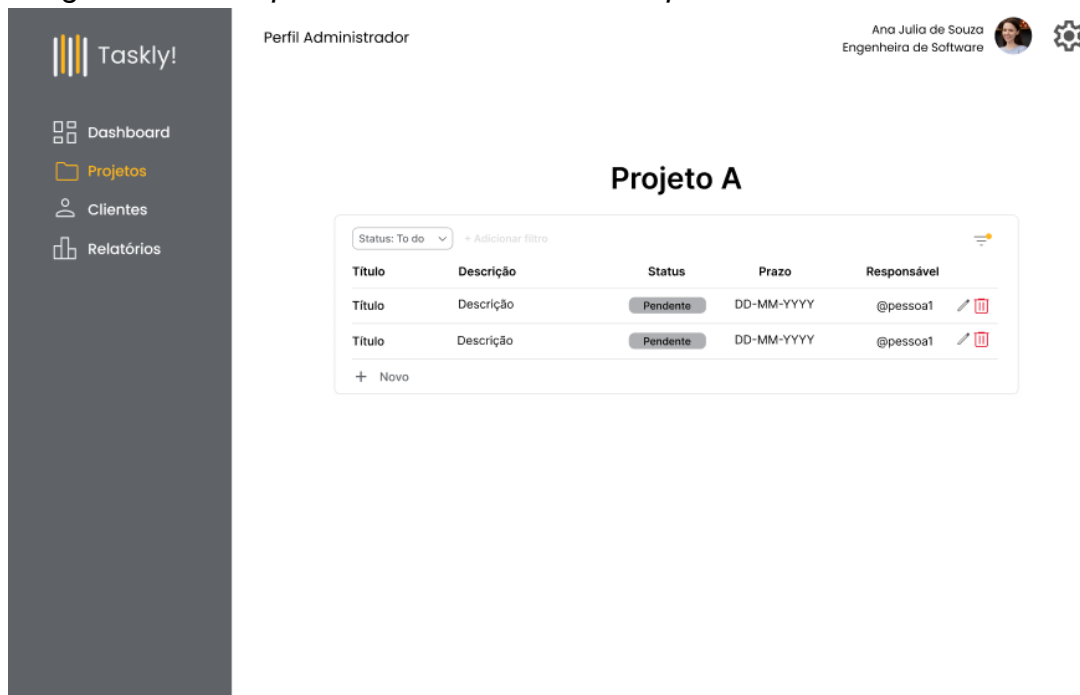 Taskly!
Perfil Administrador
Ana Julia de Souza
Engenheira de Software
Dashboard
Projetos
Clientes
Relatórios
Projeto A
Status: To do + Adicionar filtro
Título Descrição Status Prazo Responsável
Título Descrição Pendente DD-MM-YYYY @pessoa1
Título Descrição Pendente DD-MM-YYYY @pessoa1
+ Novo